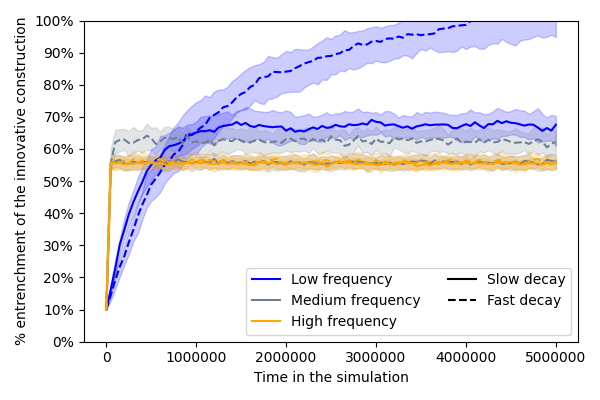 % entrenchment of the innovative construction
100%
90%
80%
70%
60%
50%
40%
30%
20%
10%
0%
Low frequency
Medium frequency
High frequency
Slow decay
Fast decay
0 1000000 2000000 3000000 4000000 5000000
Time in the simulation